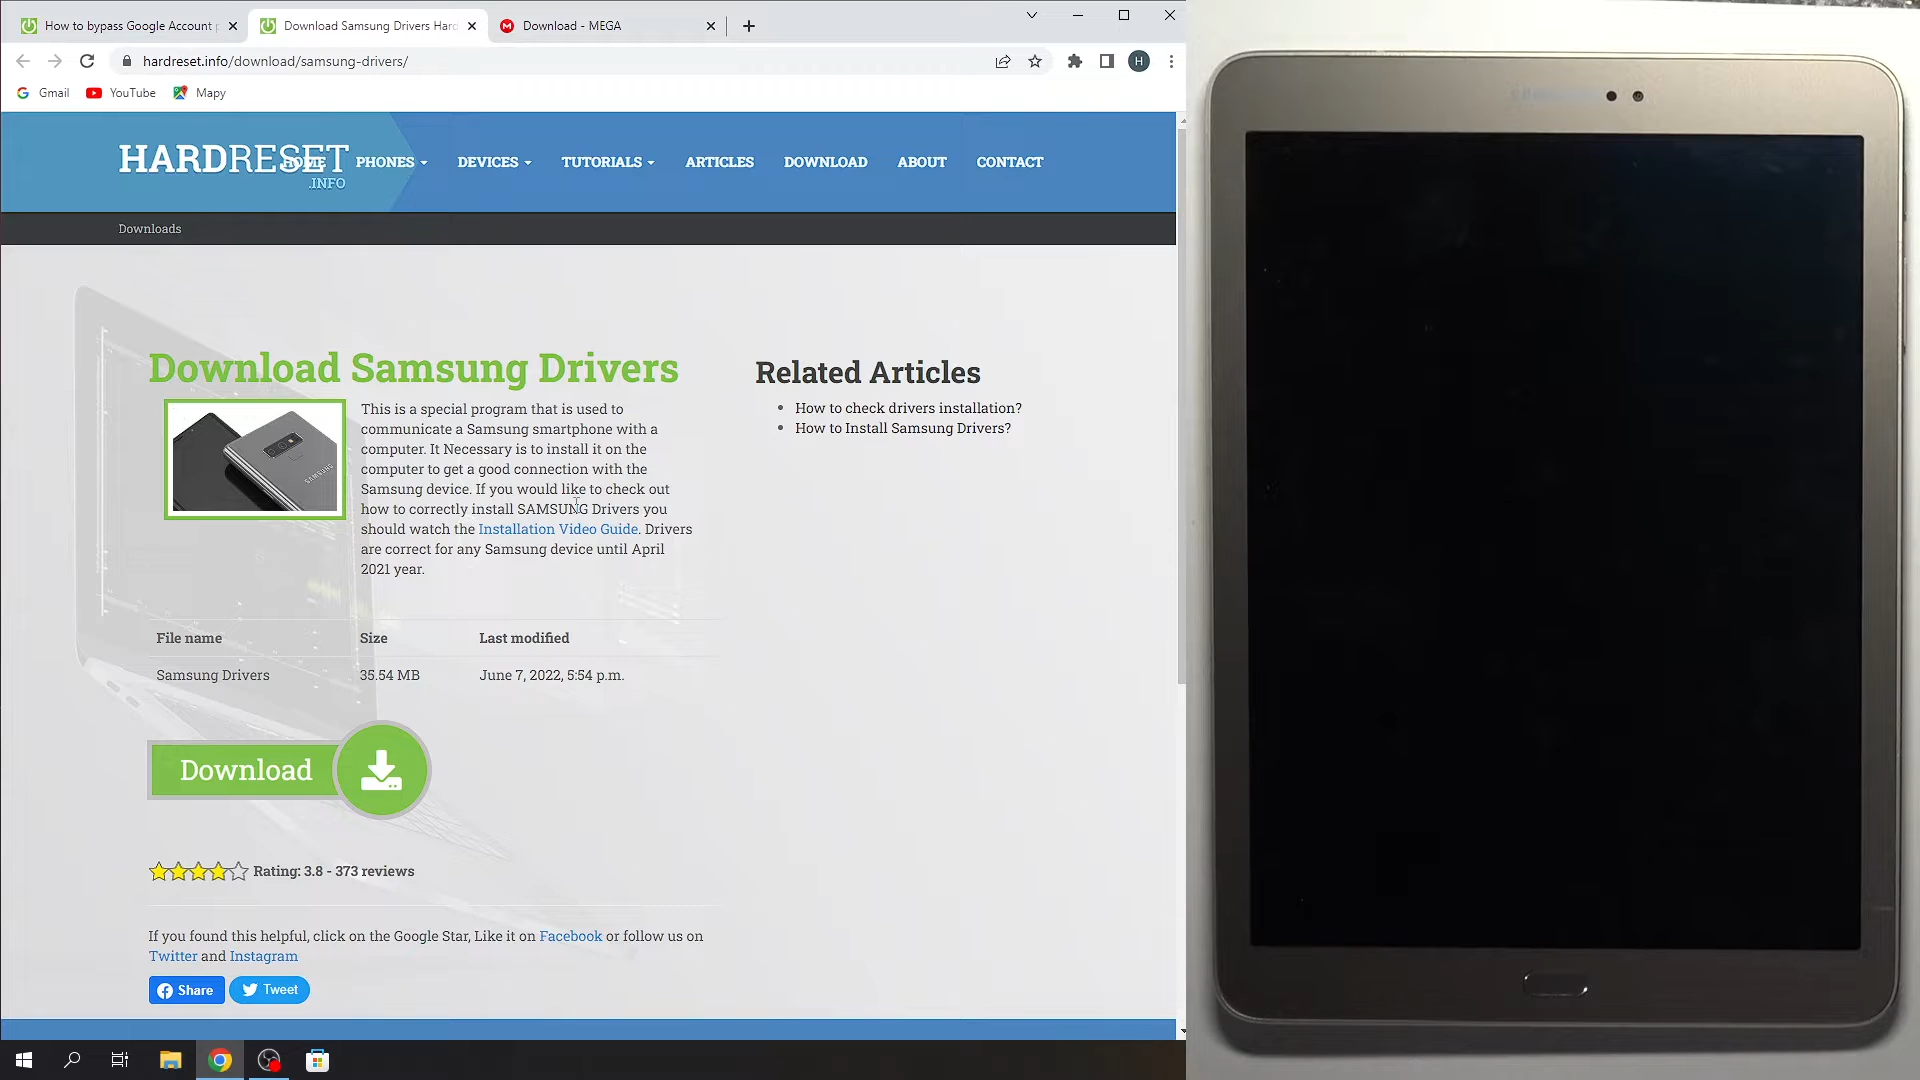 How to bypass Google Account
Download Samsung Drivers Hard
Download - MEGA
hardreset.info/download/samsung-drivers/
H
Gmail
YouTube
Mapy
HARDRESET
.INFO
HOME
PHONES
DEVICES
TUTORIALS
ARTICLES
DOWNLOAD
ABOUT
CONTACT
Downloads
Download Samsung Drivers
This is a special program that is used to
communicate a Samsung smartphone with a
computer. It Necessary is to install it on the
computer to get a good connection with the
Samsung device. If you would like to check out
how to correctly install SAMSUNG Drivers you
should watch the Installation Video Guide. Drivers
are correct for any Samsung device until April
2021 year.
SAMSUNG
Related Articles
How to check drivers installation?
How to Install Samsung Drivers?
File name Size Last modified
Samsung Drivers 35.54 MB June 7, 2022, 5:54 p.m.
Download
Rating: 3.8 - 373 reviews
If you found this helpful, click on the Google Star, Like it on Facebook or follow us on
Twitter and Instagram
Share
Tweet